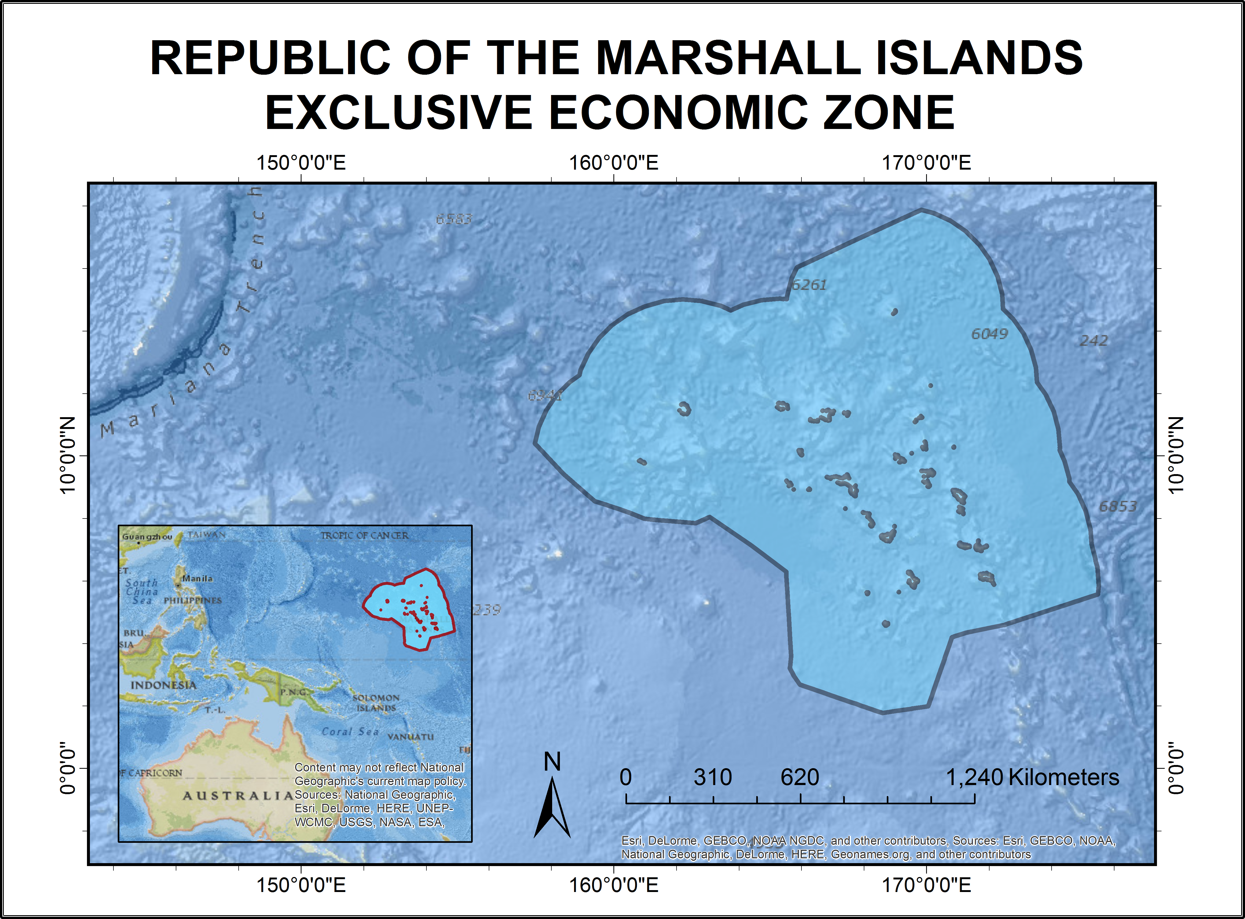 REPUBLIC OF THE MARSHALL ISLANDS
EXCLUSIVE ECONOMIC ZONE
150°0'0"E 160°0'0"E 170°0'0"E
Mariana Trench
6583
6261
6049
242
10°0'0"N
10°0'0"N
6853
Guangzhou
TAIWAN
TROPIC OF CANCER
ET.
South
China
Sea
Manila
PHILIPPINES
239
BRU.
SIA
INDONESIA
P.N.G.
SOLOMON
ISLANDS
T.-L.
Coral Sea
VANUATU
FIJ
OF CAPRICORN
AUSTRALIA
Content may not reflect National
Geographic's current map policy.
Sources: National Geographic,
Esri, DeLorme, HERE, UNEP-
WCMC, USGS, NASA, ESA,
0°0'0"
0°0'0"
N
0 310 620 1,240 Kilometers
Esri, DeLorme, GEBCO, NOAA NGDC, and other contributors, Sources: Esri, GEBCO, NOAA,
National Geographic, DeLorme, HERE, Geonames.org, and other contributors
150°0'0"E 160°0'0"E 170°0'0"E